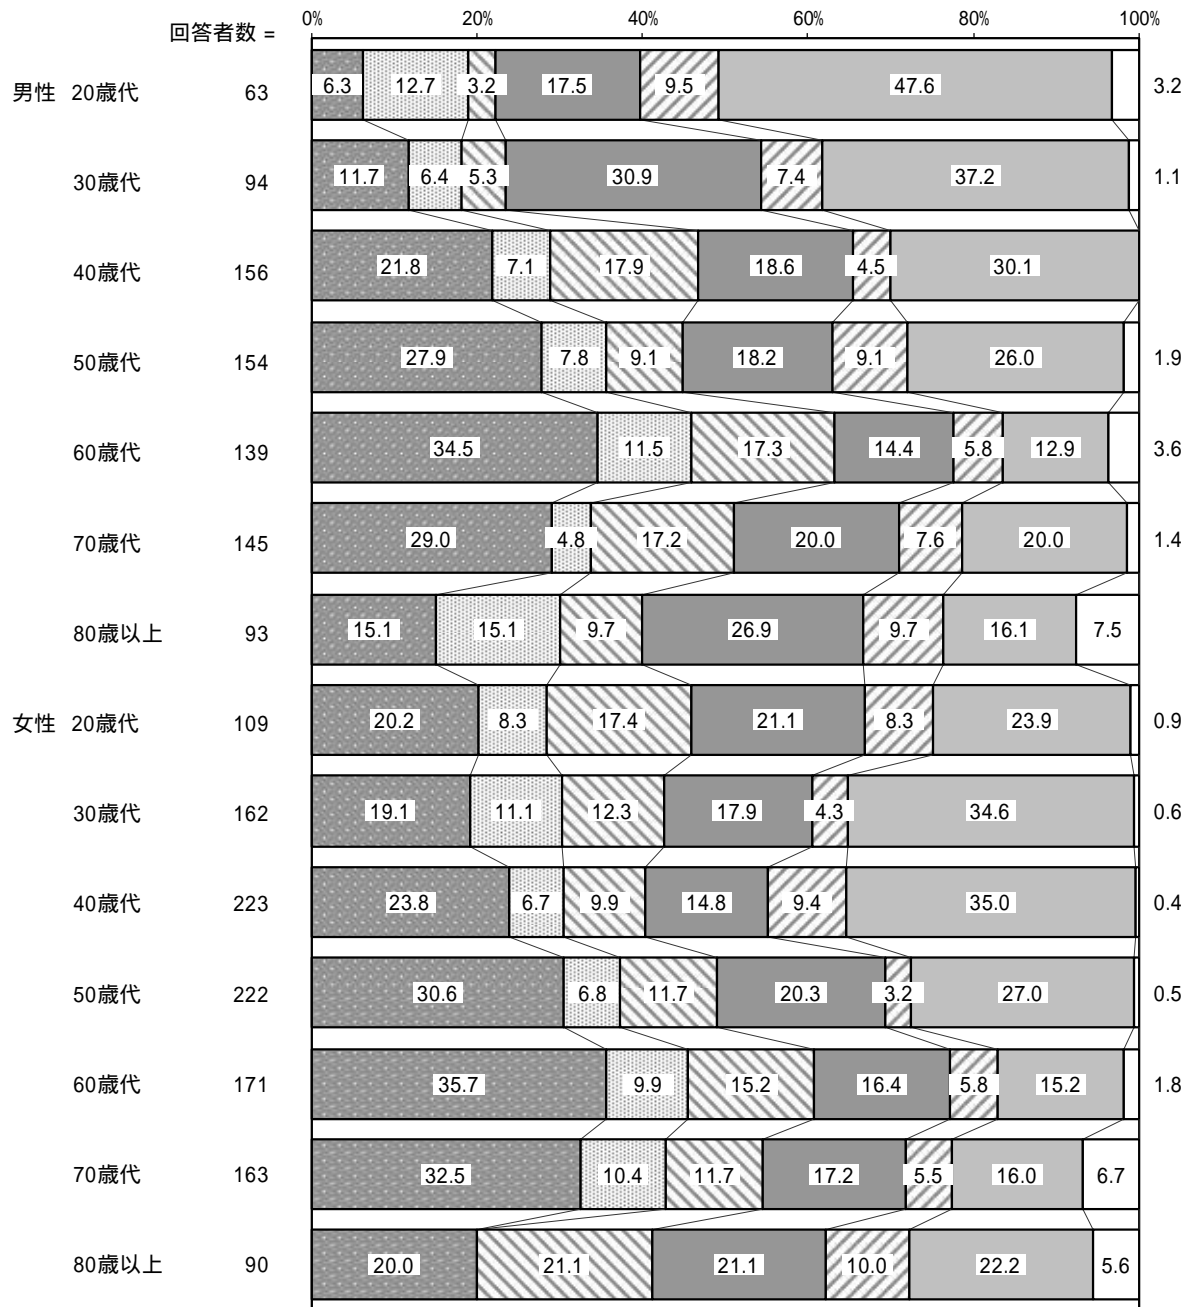 0% 20% 40% 60% 80% 100%
回答者数 =
男性 20歳代 63 6.3 12.7 3.2 17.5 9.5 47.6 3.2
30歳代 94 11.7 6.4 5.3 30.9 7.4 37.2 1.1
40歳代 156 21.8 7.1 17.9 18.6 4.5 30.1
50歳代 154 27.9 7.8 9.1 18.2 9.1 26.0 1.9
60歳代 139 34.5 11.5 17.3 14.4 5.8 12.9 3.6
70歳代 145 29.0 4.8 17.2 20.0 7.6 20.0 1.4
80歳以上 93 15.1 15.1 9.7 26.9 9.7 16.1 7.5
女性 20歳代 109 20.2 8.3 17.4 21.1 8.3 23.9 0.9
30歳代 162 19.1 11.1 12.3 17.9 4.3 34.6 0.6
40歳代 223 23.8 6.7 9.9 14.8 9.4 35.0 0.4
50歳代 222 30.6 6.8 11.7 20.3 3.2 27.0 0.5
60歳代 171 35.7 9.9 15.2 16.4 5.8 15.2 1.8
70歳代 163 32.5 10.4 11.7 17.2 5.5 16.0 6.7
80歳以上 90 20.0 21.1 21.1 10.0 22.2 5.6